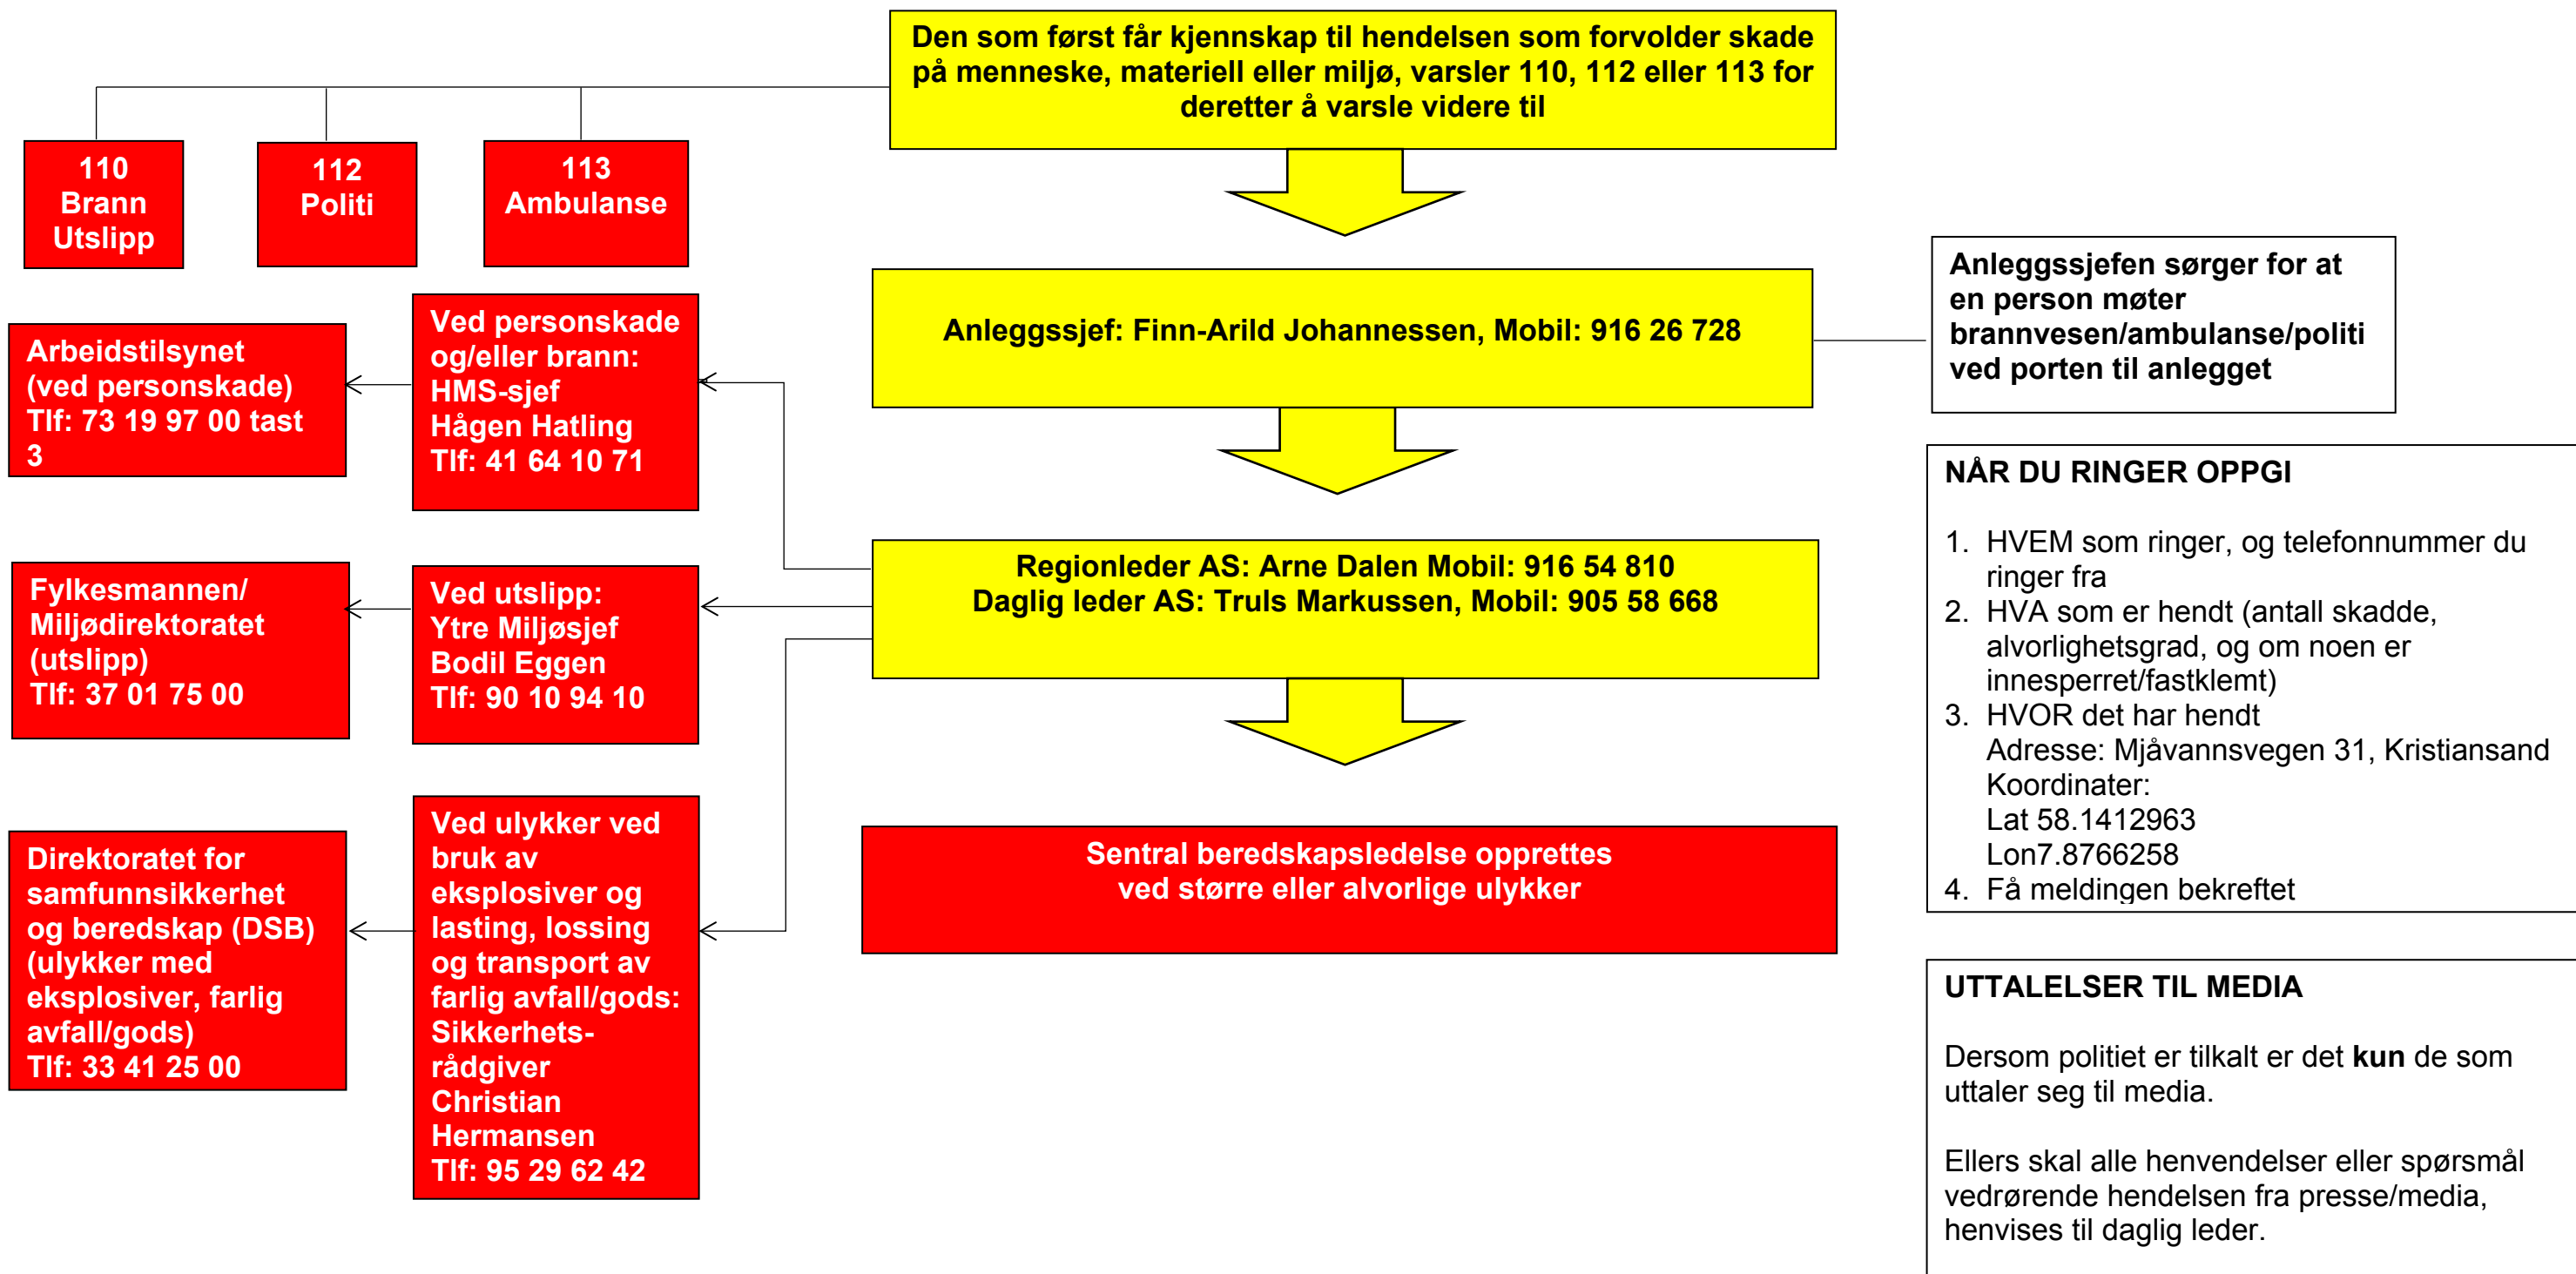 Den som først får kjennskap til hendelsen som forvolder skade
på menneske, materiell eller miljø, varsler 110, 112 eller 113 for
deretter å varsle videre til
110
Brann
Utslipp
112
Politi
113
Ambulanse
Anleggssjef: Finn-Arild Johannessen, Mobil: 916 26 728
Anleggssjefen sørger for at
en person møter
brannvesen/ambulanse/politi
ved porten til anlegget
Arbeidstilsynet
(ved personskade)
Tlf: 73 19 97 00 tast
3
Ved personskade
og/eller brann:
HMS-sjef
Hågen Hatling
Tlf: 41 64 10 71
Regionleder AS: Arne Dalen Mobil: 916 54 810
Daglig leder AS: Truls Markussen, Mobil: 905 58 668
Fylkesmannen/
Miljødirektoratet
(utslipp)
Tlf: 37 01 75 00
Ved utslipp:
Ytre Miljøsjef
Bodil Eggen
Tlf: 90 10 94 10
Direktoratet for
samfunnsikkerhet
og beredskap (DSB)
(ulykker med
eksplosiver, farlig
avfall/gods)
Tlf: 33 41 25 00
Ved ulykker ved
bruk av
eksplosiver og
lasting, lossing
og transport av
farlig avfall/gods:
Sikkerhets-
rådgiver
Christian
Hermansen
Tlf: 95 29 62 42
Sentral beredskapsledelse opprettes
ved større eller alvorlige ulykker
NÅR DU RINGER OPPGI
1. HVEM som ringer, og telefonnummer du
ringer fra
2. HVA som er hendt (antall skadde,
alvorlighetsgrad, og om noen er
innesperret/fastklemt)
3. HVOR det har hendt
Adresse: Mjåvannsvegen 31, Kristiansand
Koordinater:
Lat 58.1412963
Lon7.8766258
4. Få meldingen bekreftet
UTTALELSER TIL MEDIA
Dersom politiet er tilkalt er det kun de som
uttaler seg til media.
Ellers skal alle henvendelser eller spørsmål
vedrørende hendelsen fra presse/media,
henvises til daglig leder.